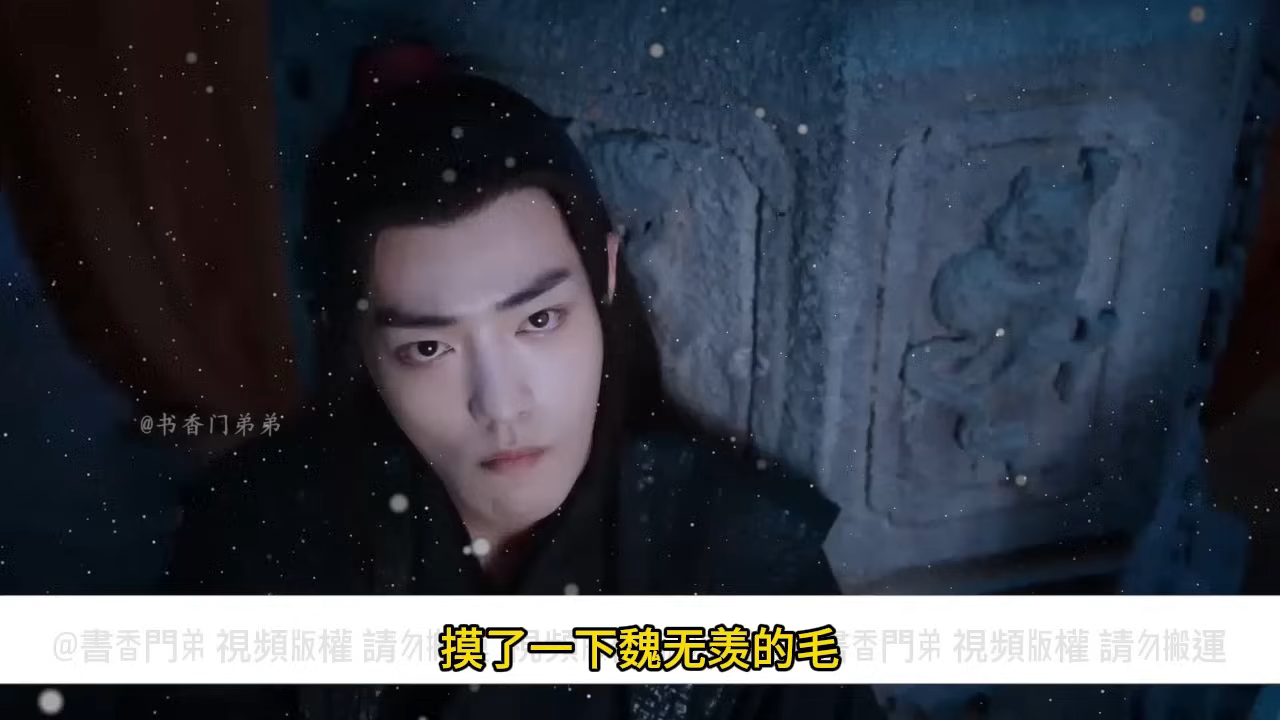 @书香门弟弟
@書香門弟 視頻版權 請勿搬
摸了一下魏无羡的毛
書香門弟 視頻版權 請勿搬運